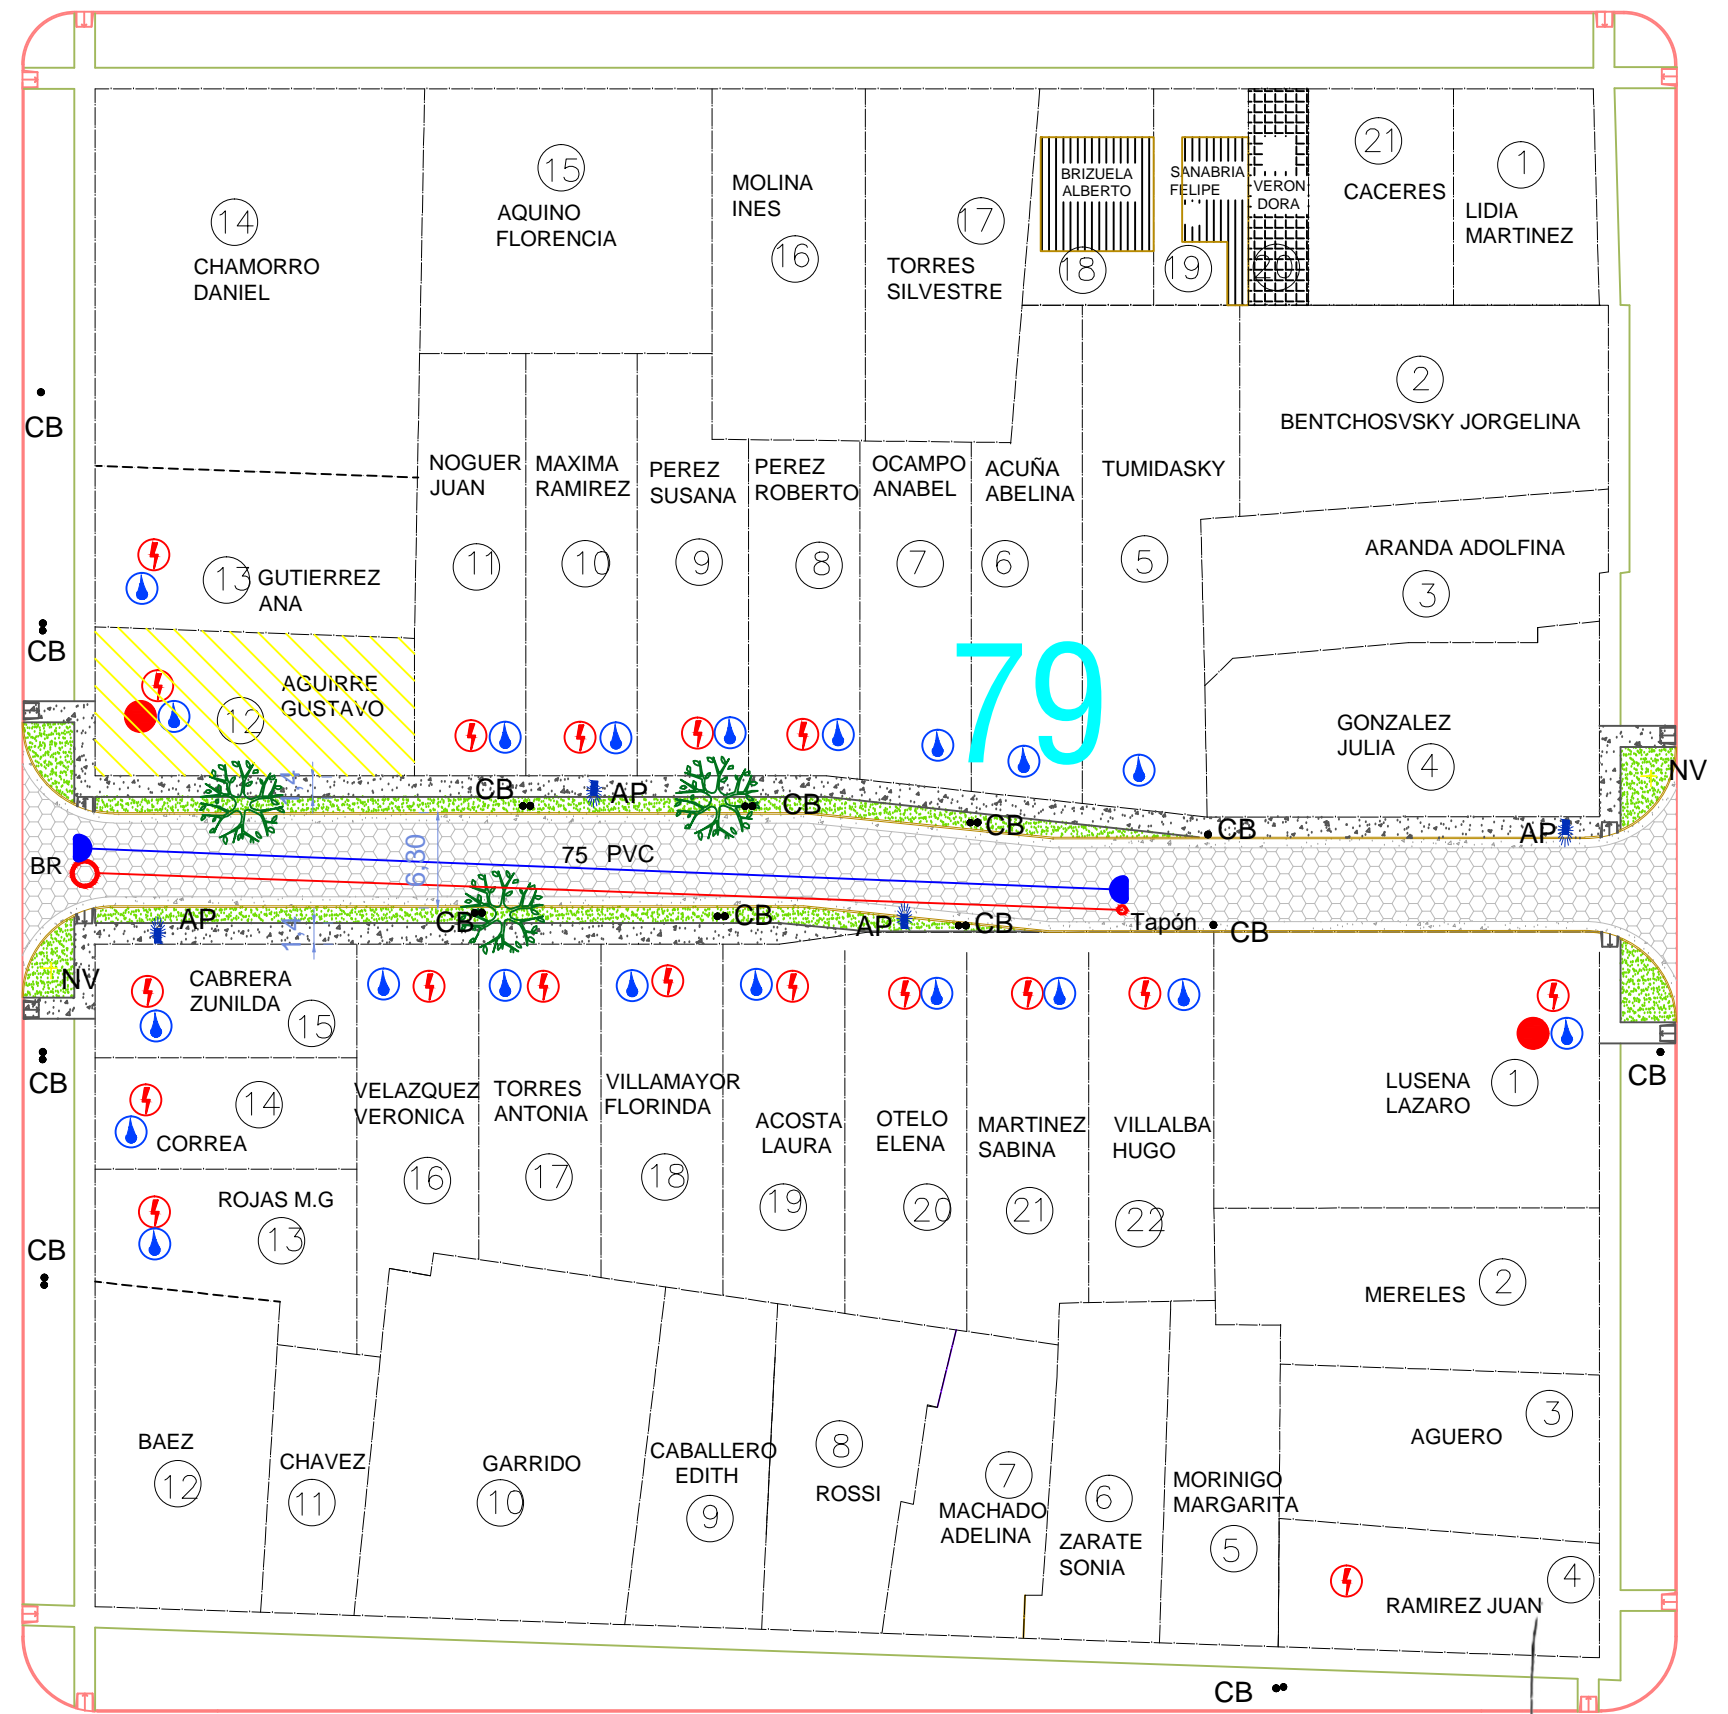 14
CHAMORRO
DANIEL
15
AQUINO
FLORENCIA
MOLINA
INES
16
17
TORRES
SILVESTRE
BRIZUELA
ALBERTO
18
SANABRIA
FELIPE
19
VERON
DORA
20
21
CACERES
1
LIDIA
MARTINEZ
2
BENTCHOSVSKY JORGELINA
CB
NOGUER
JUAN
11
MAXIMA
RAMIREZ
10
PEREZ
SUSANA
9
PEREZ
ROBERTO
8
OCAMPO
ANABEL
7
ACUÑA
ABELINA
6
TUMIDASKY
5
ARANDA ADOLFINA
3
13
GUTIERREZ
ANA
CB
AGUIRRE
GUSTAVO
12
79
GONZALEZ
JULIA
4
NV
1,4
CB
AP
CB
CB
CB
AP
BR
6,30
75 PVC
AP
1,4
CB
CB
AP
CB
Tapón
CB
NV
CABRERA
ZUNILDA
15
CB
14
CORREA
ROJAS M.G
13
CB
VELAZQUEZ
VERONICA
16
TORRES
ANTONIA
17
VILLAMAYOR
FLORINDA
18
ACOSTA
LAURA
19
OTELO
ELENA
20
MARTINEZ
SABINA
21
VILLALBA
HUGO
22
LUSENA
LAZARO
1
CB
MERELES
2
3
AGUERO
BAEZ
12
CHAVEZ
11
GARRIDO
10
CABALLERO
EDITH
9
8
ROSSI
7
MACHADO
ADELINA
6
ZARATE
SONIA
MORINIGO
MARGARITA
5
4
RAMIREZ JUAN
CB